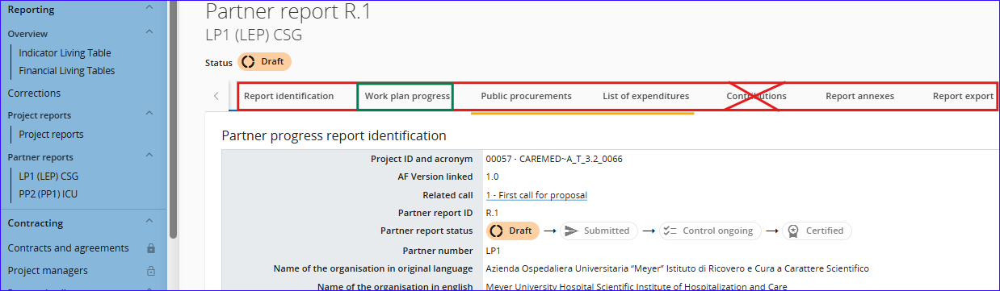 Reporting
Overview
Indicator Living Table
Financial Living Tables
Corrections
Project reports
Project reports
Partner reports
LP1 (LEP) CSG
PP2 (PP1) ICU
Contracting
Contracts and agreements
Project managers
Partner report R.1
LP1 (LEP) CSG
Status Draft
Report identification Work plan progress Public procurements List of expenditures Contributions Report annexes Report export
Partner progress report identification
Project ID and acronym 00057 - CAREMED~A_T_3.2_0066
AF Version linked 1.0
Related call 1 - First call for proposal
Partner report ID R.1
Partner report status Draft → Submitted → Control ongoing → Certified
Partner number LP1
Name of the organisation in original language Azienda Ospedaliera Universitaria “Meyer” Istituto di Ricovero e Cura a Carattere Scientifico
Name of the organisation in english Meyer University Hospital Scientific Institute of Hospitalization and Care